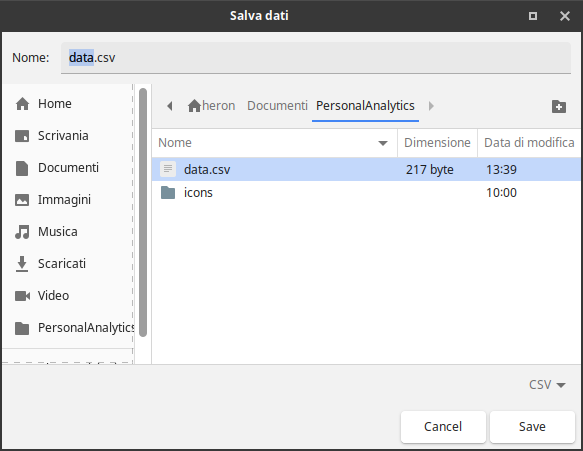 Salva dati
Nome: data.csv
heron Documenti PersonalAnalytics
Home
Scrivania
Documenti
Immagini
Musica
Scaricati
Video
PersonalAnalytics
Nome Dimensione Data di modifica
data.csv 217 byte 13:39
icons 10:00
CSV
Cancel Save